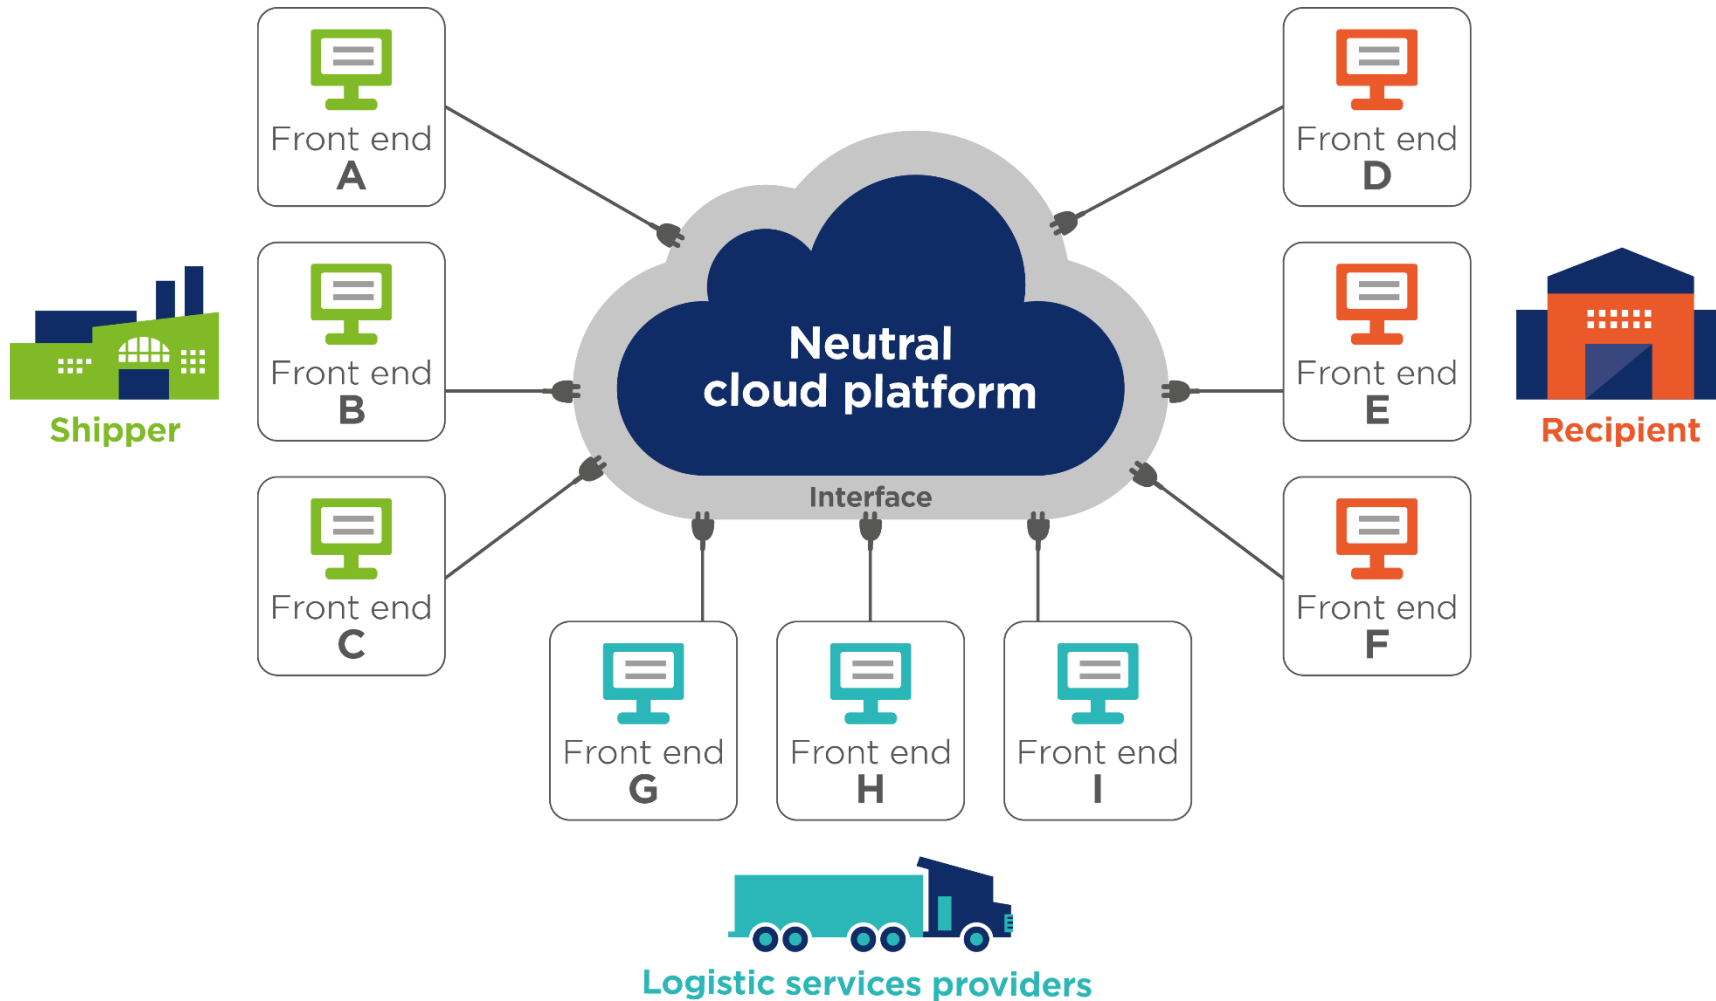 Front end
A
Front end
D
Neutral
cloud platform
Front end
B
Front end
E
Shipper
Recipient
Interface
Front end
C
Front end
F
Front end
G
Front end
H
Front end
I
Logistic services providers